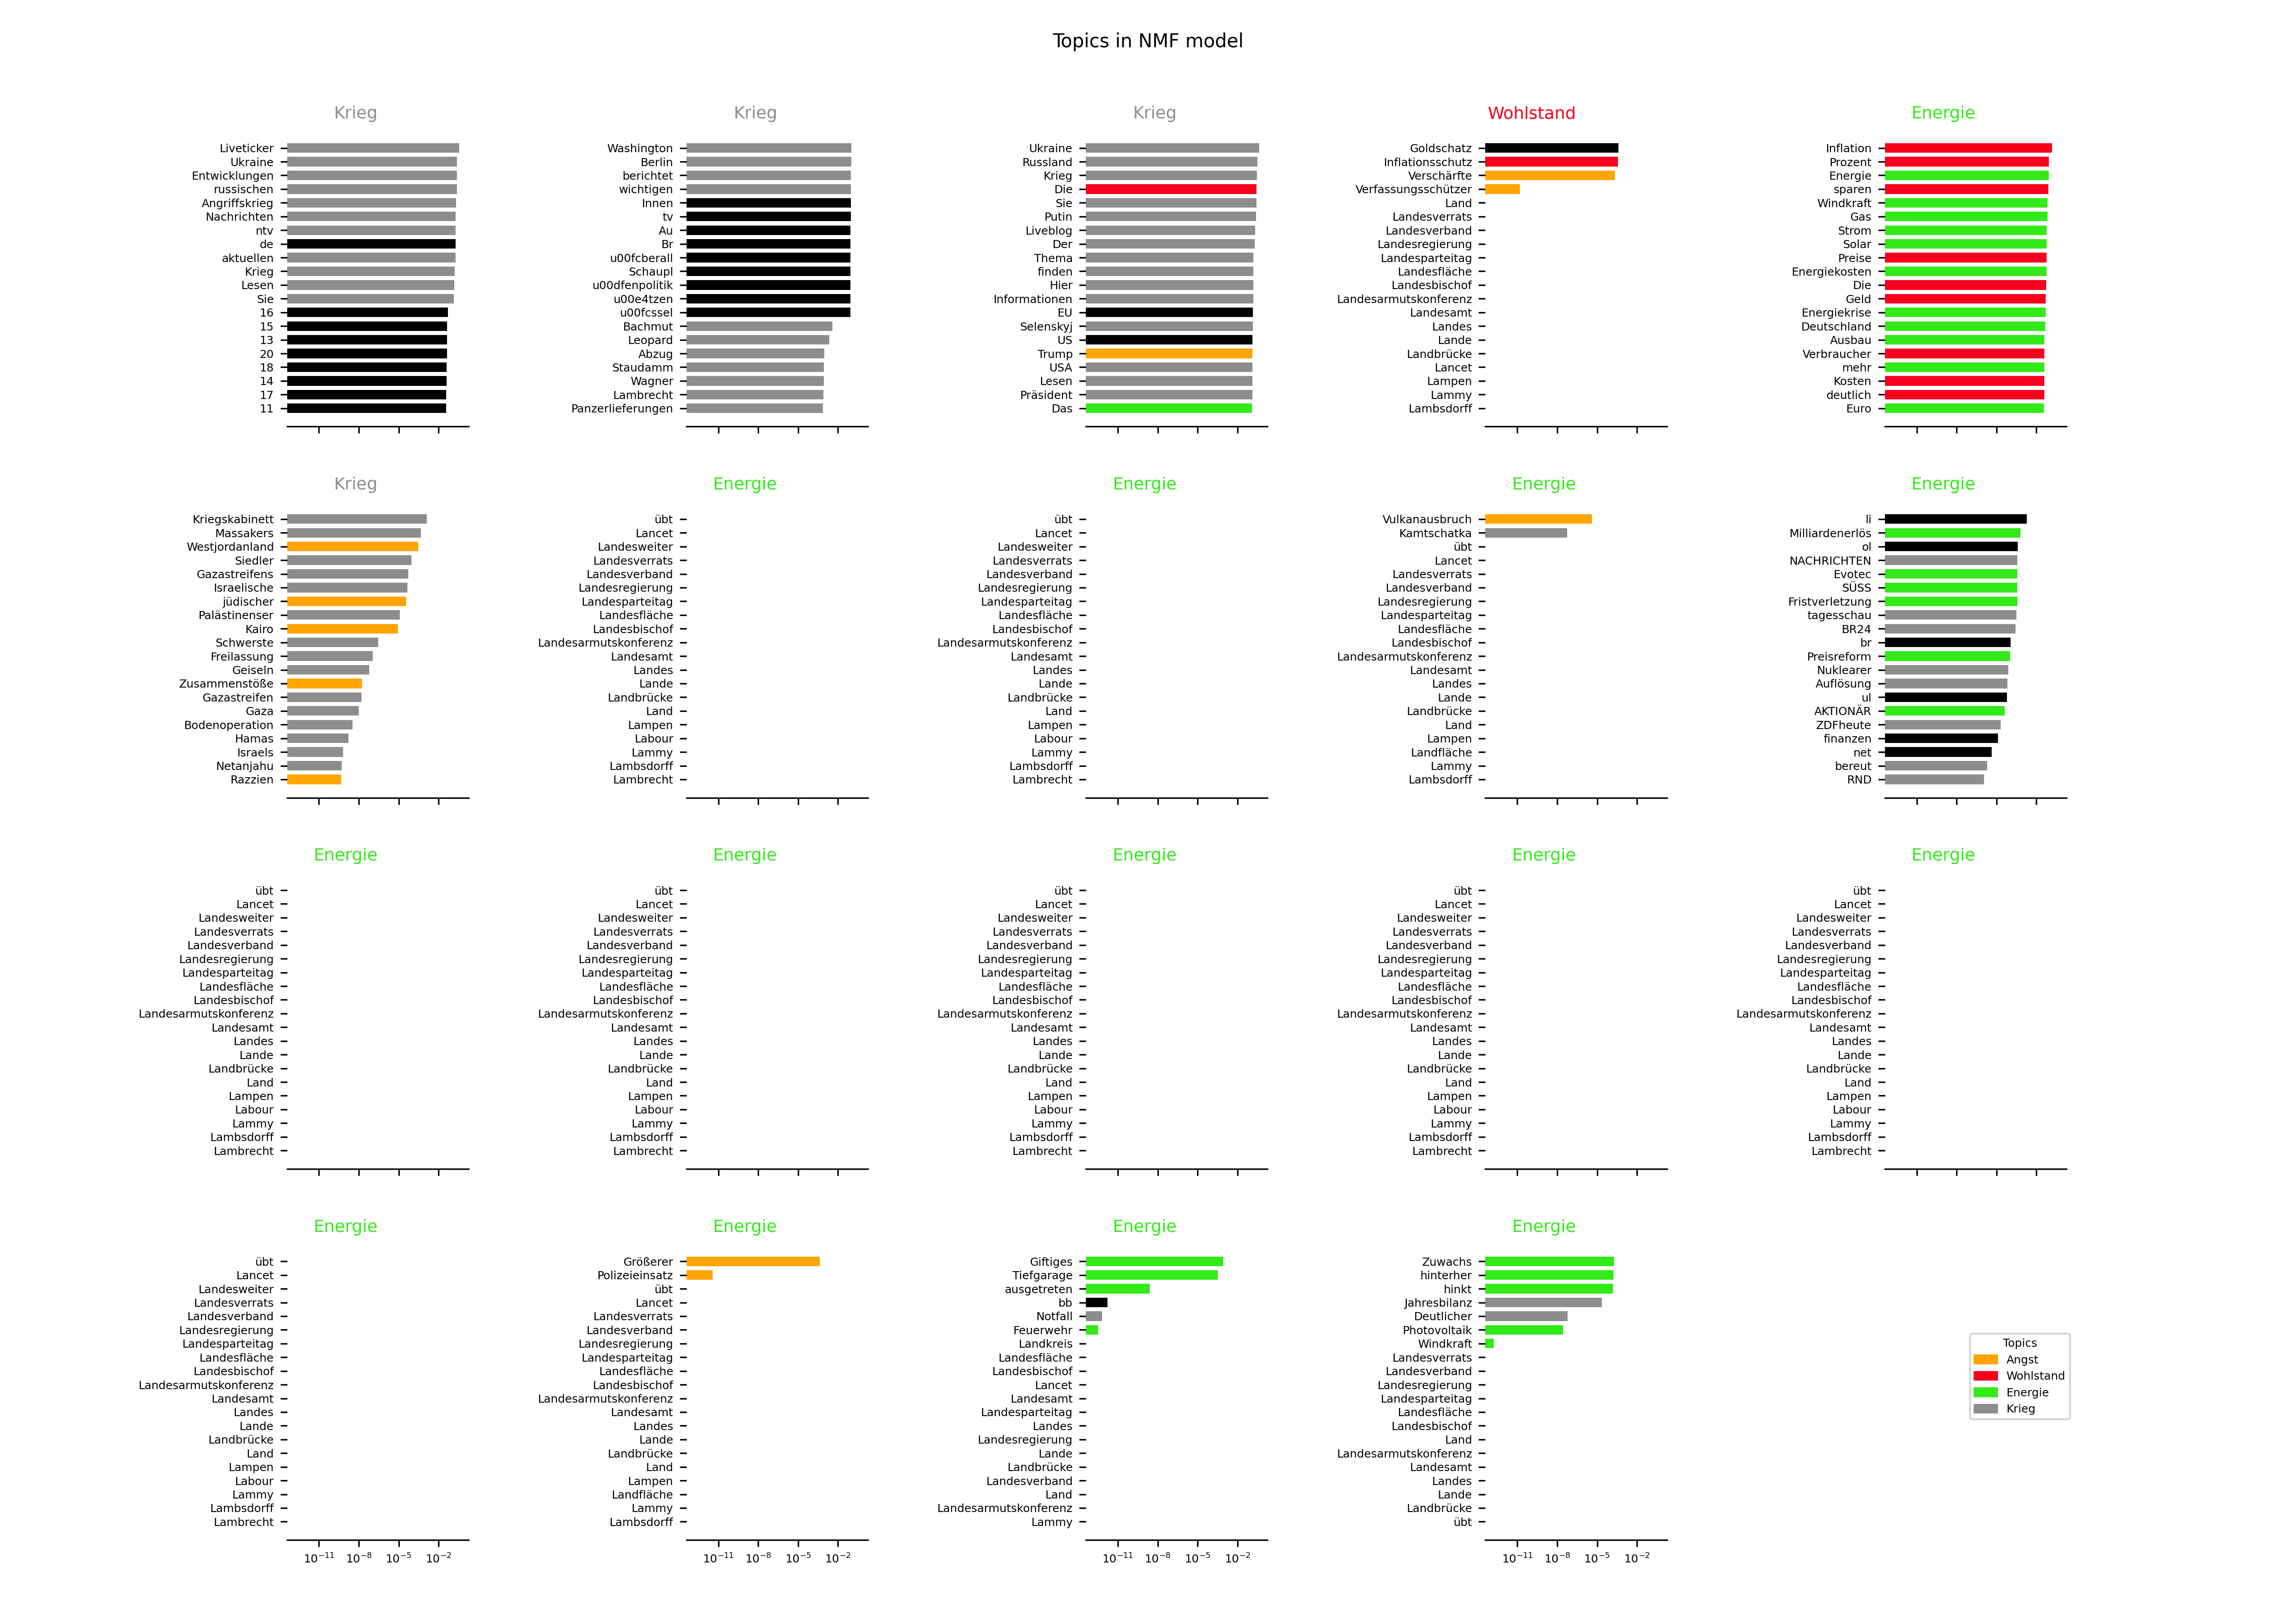 Topics in NMF model
Krieg
Liveticker
Ukraine
Entwicklungen
russischen
Angriffskrieg
Nachrichten
ntv
de
aktuellen
Krieg
Lesen
Sie
16
15
13
20
18
14
17
11
Krieg
Washington
Berlin
berichtet
wichtigen
Innen
tv
Au
Br
u00fcberall
Schaupl
u00dfenpolitik
u00e4tzen
u00fcssel
Bachmut
Leopard
Abzug
Staudamm
Wagner
Lambrecht
Panzerlieferungen
Krieg
Ukraine
Russland
Krieg
Die
Sie
Putin
Liveblog
Der
Thema
finden
Hier
Informationen
EU
Selenskyj
US
Trump
USA
Lesen
Präsident
Das
Wohlstand
Goldschatz
Inflationsschutz
Verschärfte
Verfassungsschützer
Land
Landesverrats
Landesverband
Landesregierung
Landesparteitag
Landesfläche
Landesbischof
Landesarmutskonferenz
Landesamt
Landes
Lande
Landbrücke
Lancet
Lampen
Lammy
Lambsdorff
Energie
Inflation
Prozent
Energie
sparen
Windkraft
Gas
Strom
Solar
Preise
Energiekosten
Die
Geld
Energiekrise
Deutschland
Ausbau
Verbraucher
mehr
Kosten
deutlich
Euro
Krieg
Kriegskabinett
Massakers
Westjordanland
Siedler
Gazastreifens
Israelische
jüdischer
Palästinenser
Kairo
Schwerste
Freilassung
Geiseln
Zusammenstöße
Gazastreifen
Gaza
Bodenoperation
Hamas
Israels
Netanjahu
Razzien
Energie
übt
Lancet
Landesweiter
Landesverrats
Landesverband
Landesregierung
Landesparteitag
Landesfläche
Landesbischof
Landesarmutskonferenz
Landesamt
Landes
Lande
Landbrücke
Land
Lampen
Labour
Lammy
Lambsdorff
Lambrecht
Energie
übt
Lancet
Landesweiter
Landesverrats
Landesverband
Landesregierung
Landesparteitag
Landesfläche
Landesbischof
Landesarmutskonferenz
Landesamt
Landes
Lande
Landbrücke
Land
Lampen
Labour
Lammy
Lambsdorff
Lambrecht
Energie
Vulkanausbruch
Kamtschatka
übt
Lancet
Landesverrats
Landesverband
Landesregierung
Landesparteitag
Landesfläche
Landesbischof
Landesarmutskonferenz
Landesamt
Landes
Lande
Landbrücke
Land
Lampen
Landfläche
Lammy
Lambsdorff
Energie
li
Milliardenerlös
ol
NACHRICHTEN
Evotec
SÜSS
Fristverletzung
tagesschau
BR24
br
Preisreform
Nuklearer
Auflösung
ul
AKTIONÄR
ZDFheute
finanzen
net
bereut
RND
Energie
übt
Lancet
Landesweiter
Landesverrats
Landesverband
Landesregierung
Landesparteitag
Landesfläche
Landesbischof
Landesarmutskonferenz
Landesamt
Landes
Lande
Landbrücke
Land
Lampen
Labour
Lammy
Lambsdorff
Lambrecht
Energie
übt
Lancet
Landesweiter
Landesverrats
Landesverband
Landesregierung
Landesparteitag
Landesfläche
Landesbischof
Landesarmutskonferenz
Landesamt
Landes
Lande
Landbrücke
Land
Lampen
Labour
Lammy
Lambsdorff
Lambrecht
Energie
übt
Lancet
Landesweiter
Landesverrats
Landesverband
Landesregierung
Landesparteitag
Landesfläche
Landesbischof
Landesarmutskonferenz
Landesamt
Landes
Lande
Landbrücke
Land
Lampen
Labour
Lammy
Lambsdorff
Lambrecht
Energie
übt
Lancet
Landesweiter
Landesverrats
Landesverband
Landesregierung
Landesparteitag
Landesfläche
Landesbischof
Landesarmutskonferenz
Landesamt
Landes
Lande
Landbrücke
Land
Lampen
Labour
Lammy
Lambsdorff
Lambrecht
Energie
übt
Lancet
Landesweiter
Landesverrats
Landesverband
Landesregierung
Landesparteitag
Landesfläche
Landesbischof
Landesarmutskonferenz
Landesamt
Landes
Lande
Landbrücke
Land
Lampen
Labour
Lammy
Lambsdorff
Lambrecht
Energie
übt
Lancet
Landesweiter
Landesverrats
Landesverband
Landesregierung
Landesparteitag
Landesfläche
Landesbischof
Landesarmutskonferenz
Landesamt
Landes
Lande
Landbrücke
Land
Lampen
Labour
Lammy
Lambsdorff
Lambrecht
10⁻¹¹ 10⁻⁸ 10⁻⁵ 10⁻²
Energie
Größerer
Polizeieinsatz
übt
Lancet
Landesverrats
Landesverband
Landesregierung
Landesparteitag
Landesfläche
Landesbischof
Landesarmutskonferenz
Landesamt
Landes
Lande
Landbrücke
Land
Lampen
Landfläche
Lammy
Lambsdorff
10⁻¹¹ 10⁻⁸ 10⁻⁵ 10⁻²
Energie
Giftiges
Tiefgarage
ausgetreten
bb
Notfall
Feuerwehr
Landkreis
Landesfläche
Landesbischof
Lancet
Landesamt
Landesparteitag
Landes
Landesregierung
Lande
Landbrücke
Landesverband
Land
Landesarmutskonferenz
Lammy
10⁻¹¹ 10⁻⁸ 10⁻⁵ 10⁻²
Energie
Zuwachs
hinterher
hinkt
Jahresbilanz
Deutlicher
Photovoltaik
Windkraft
Landesverrats
Landesverband
Landesregierung
Landesparteitag
Landesfläche
Landesbischof
Land
Landesarmutskonferenz
Landesamt
Landes
Lande
Landbrücke
übt
10⁻¹¹ 10⁻⁸ 10⁻⁵ 10⁻²
Topics
Angst
Wohlstand
Energie
Krieg